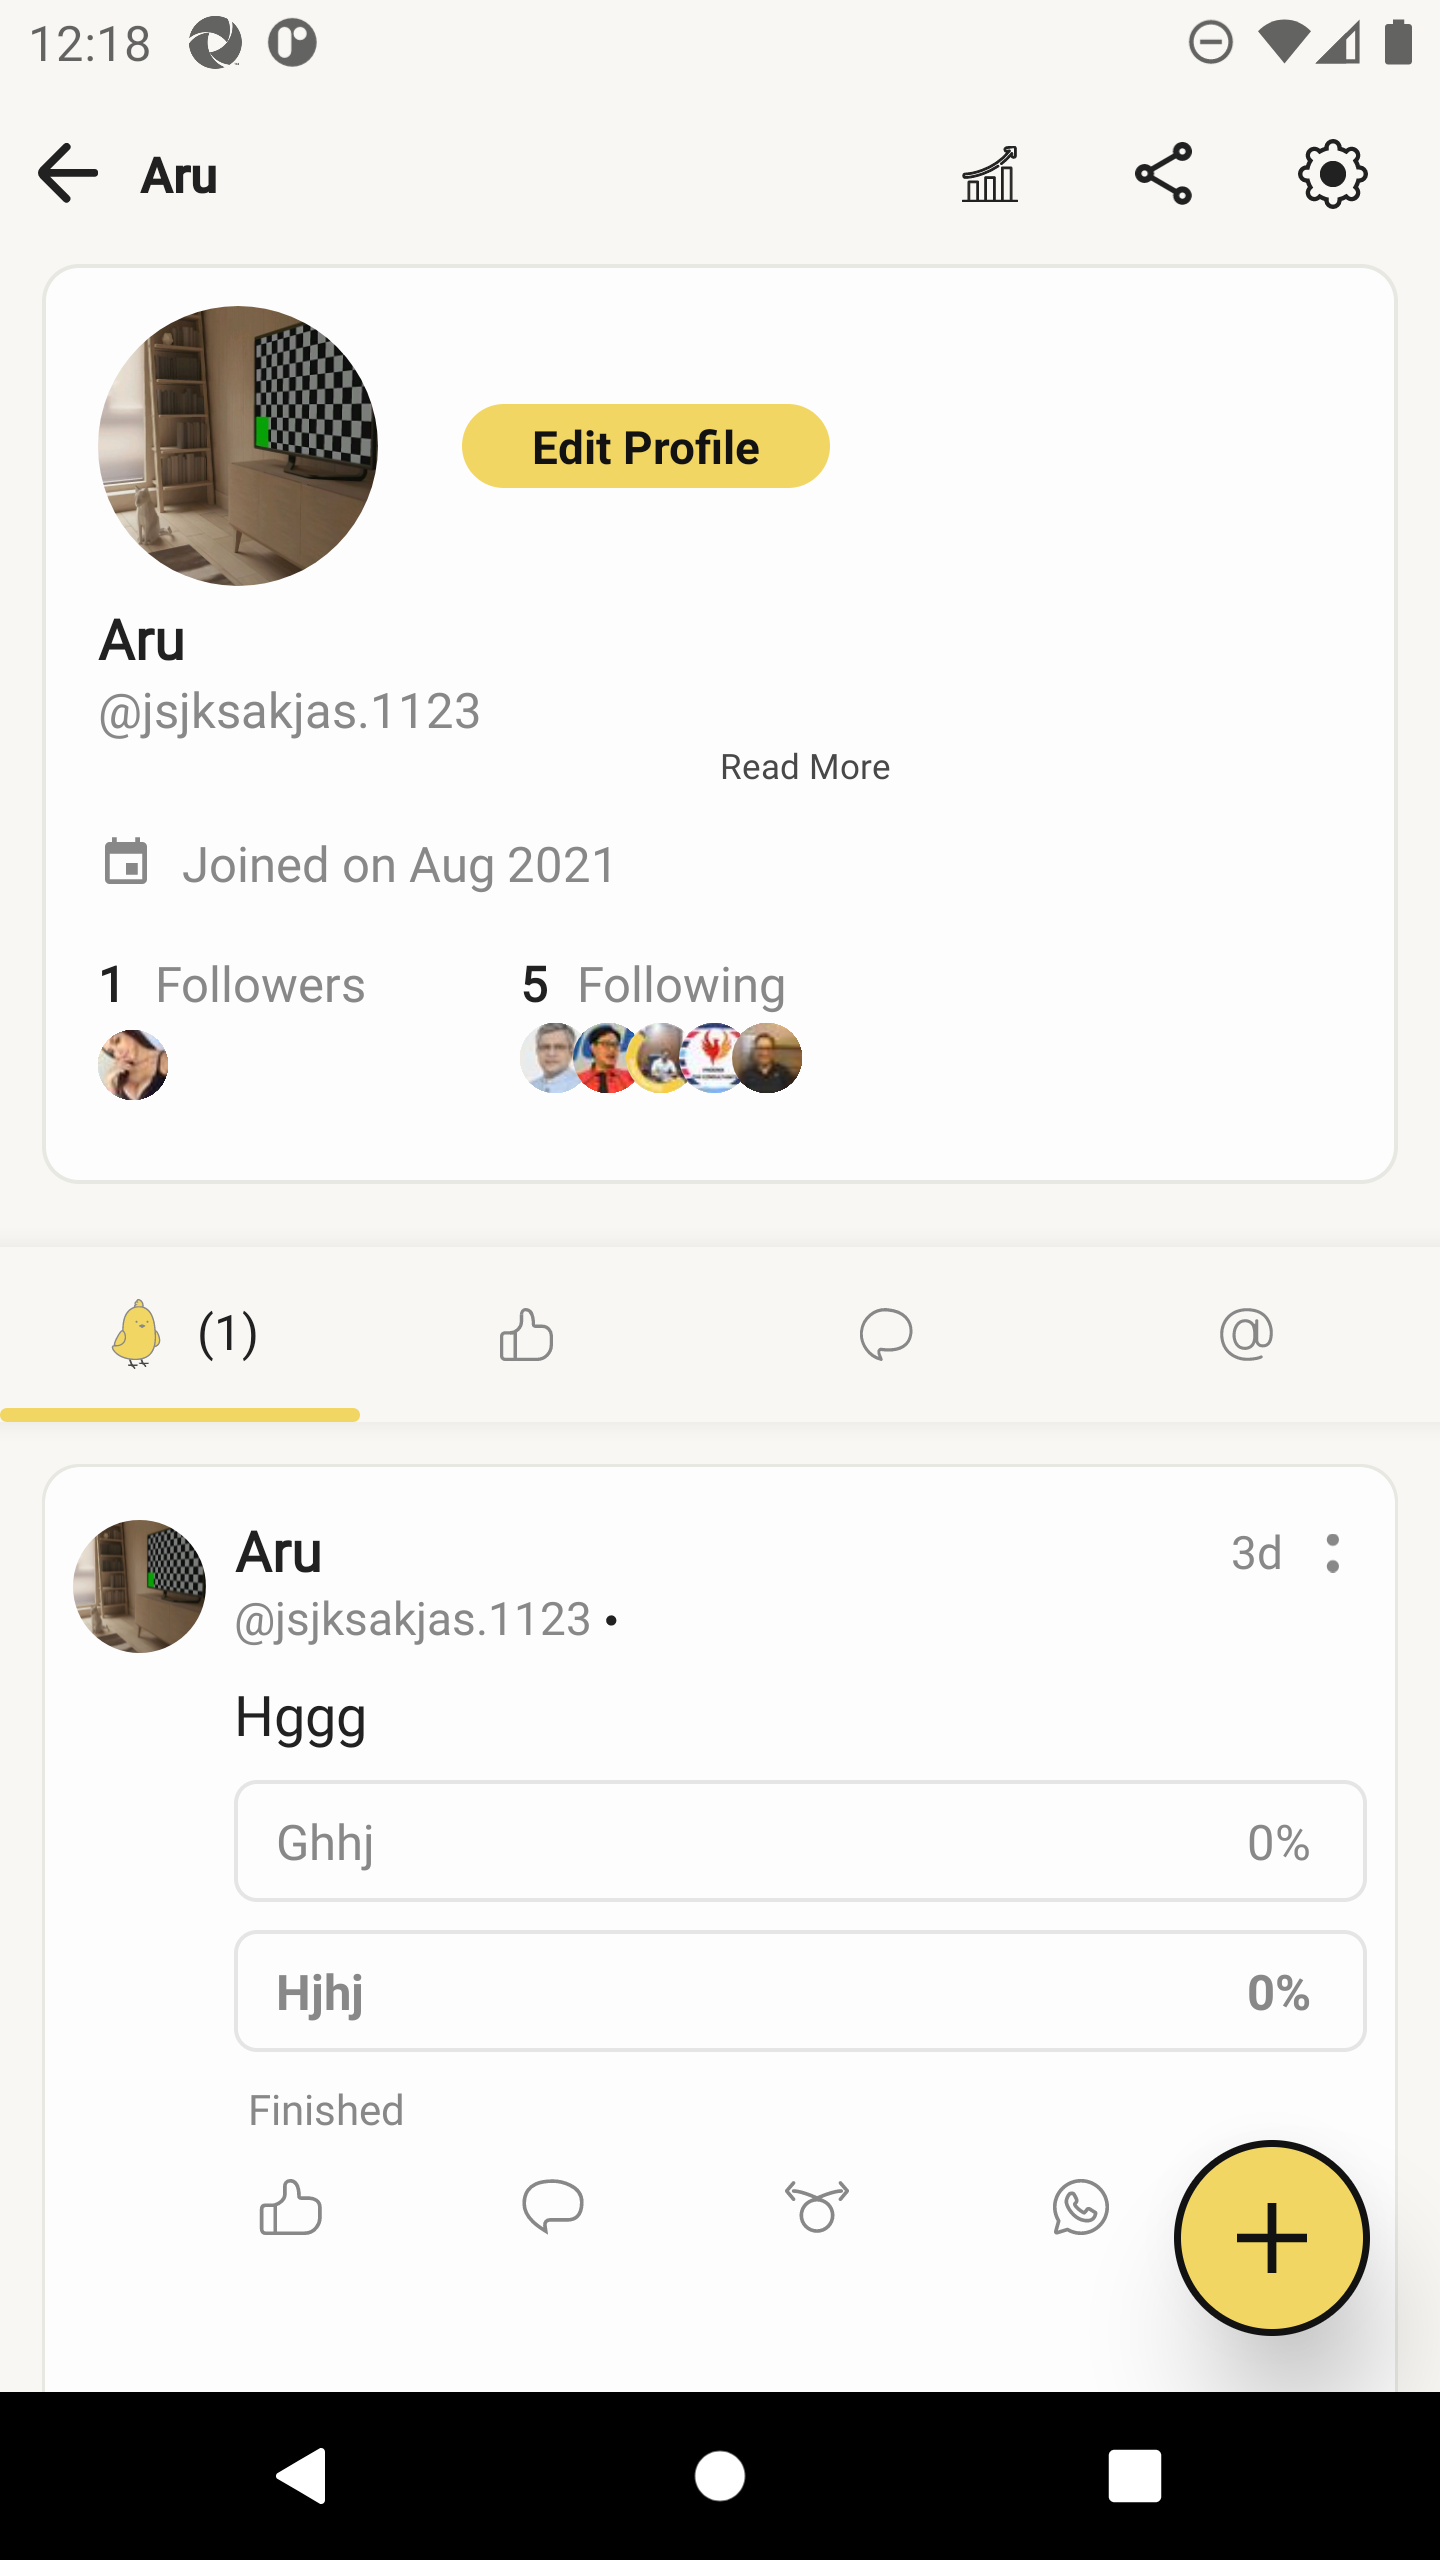 12:18
Aru
Edit Profile
Aru
@jsjksakjas.1123
Read More
Joined on Aug 2021
1 Followers 5 Following
(1)
Aru 3d
@jsjksakjas.1123 •
Hggg
Ghhj 0%
Hjhj 0%
Finished